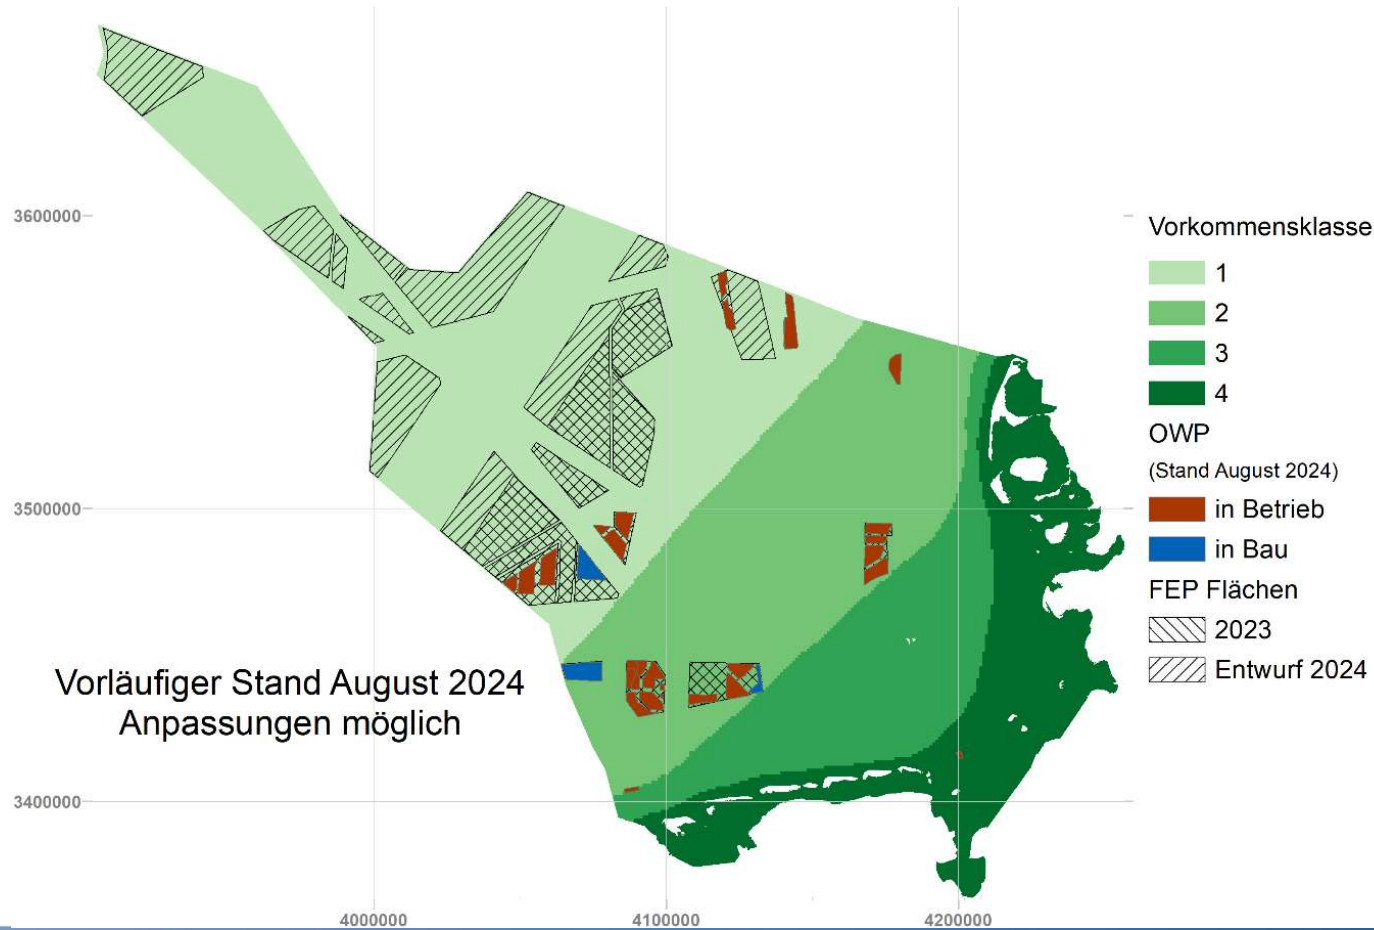 3600000
3500000
3400000
4000000
4100000
4200000
Vorläufiger Stand August 2024
Anpassungen möglich
Vorkommensklasse
1
2
3
4
OWP
(Stand August 2024)
in Betrieb
in Bau
FEP Flächen
2023
Entwurf 2024